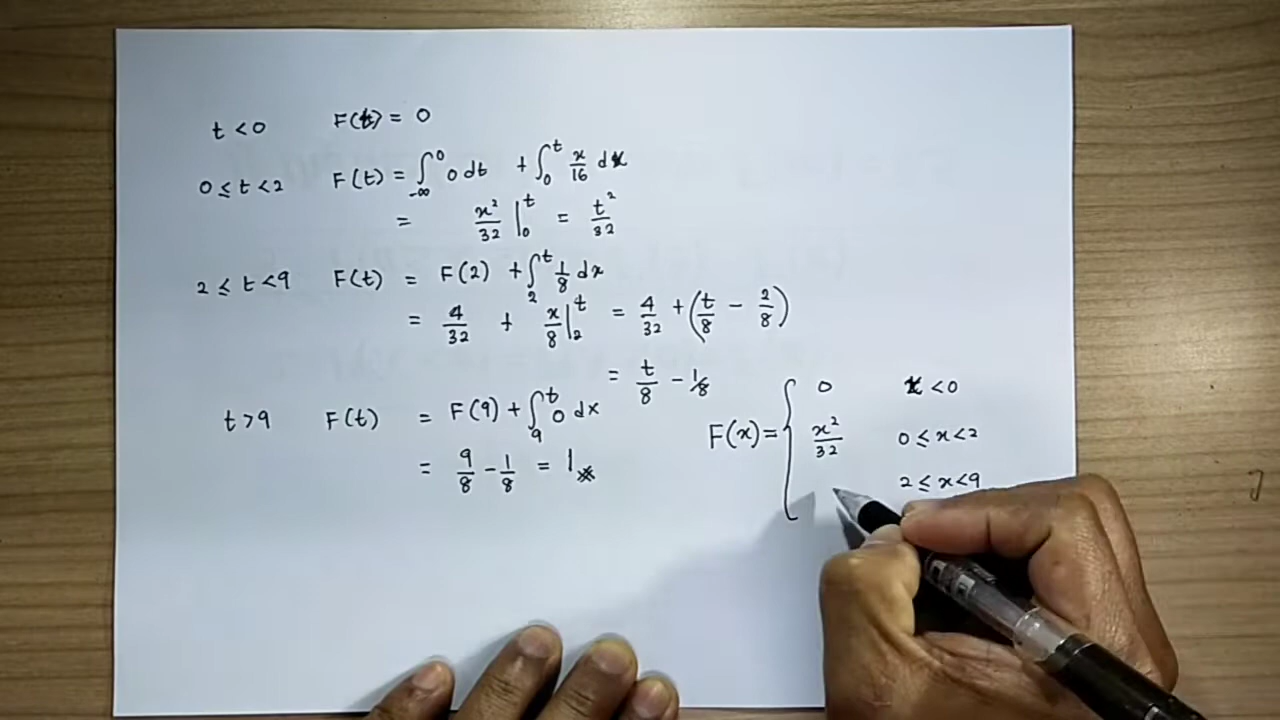 t < 0 F(t) = 0
0 ≤ t < 2 F(t) = ∫_{-∞}^{0} 0 dt + ∫_{0}^{t} x/16 dx
= x²/32 |_{0}^{t} = t²/32
2 ≤ t < 9 F(t) = F(2) + ∫_{2}^{t} 1/8 dx
= 4/32 + x/8 |_{2}^{t} = 4/32 + (t/8 − 2/8)
= t/8 − 1/8
t > 9 F(t) = F(9) + ∫_{9}^{t} 0 dx
= 9/8 − 1/8 = 1
F(x) = { 0 x < 0
x²/32 0 ≤ x < 2
2 ≤ x < 9